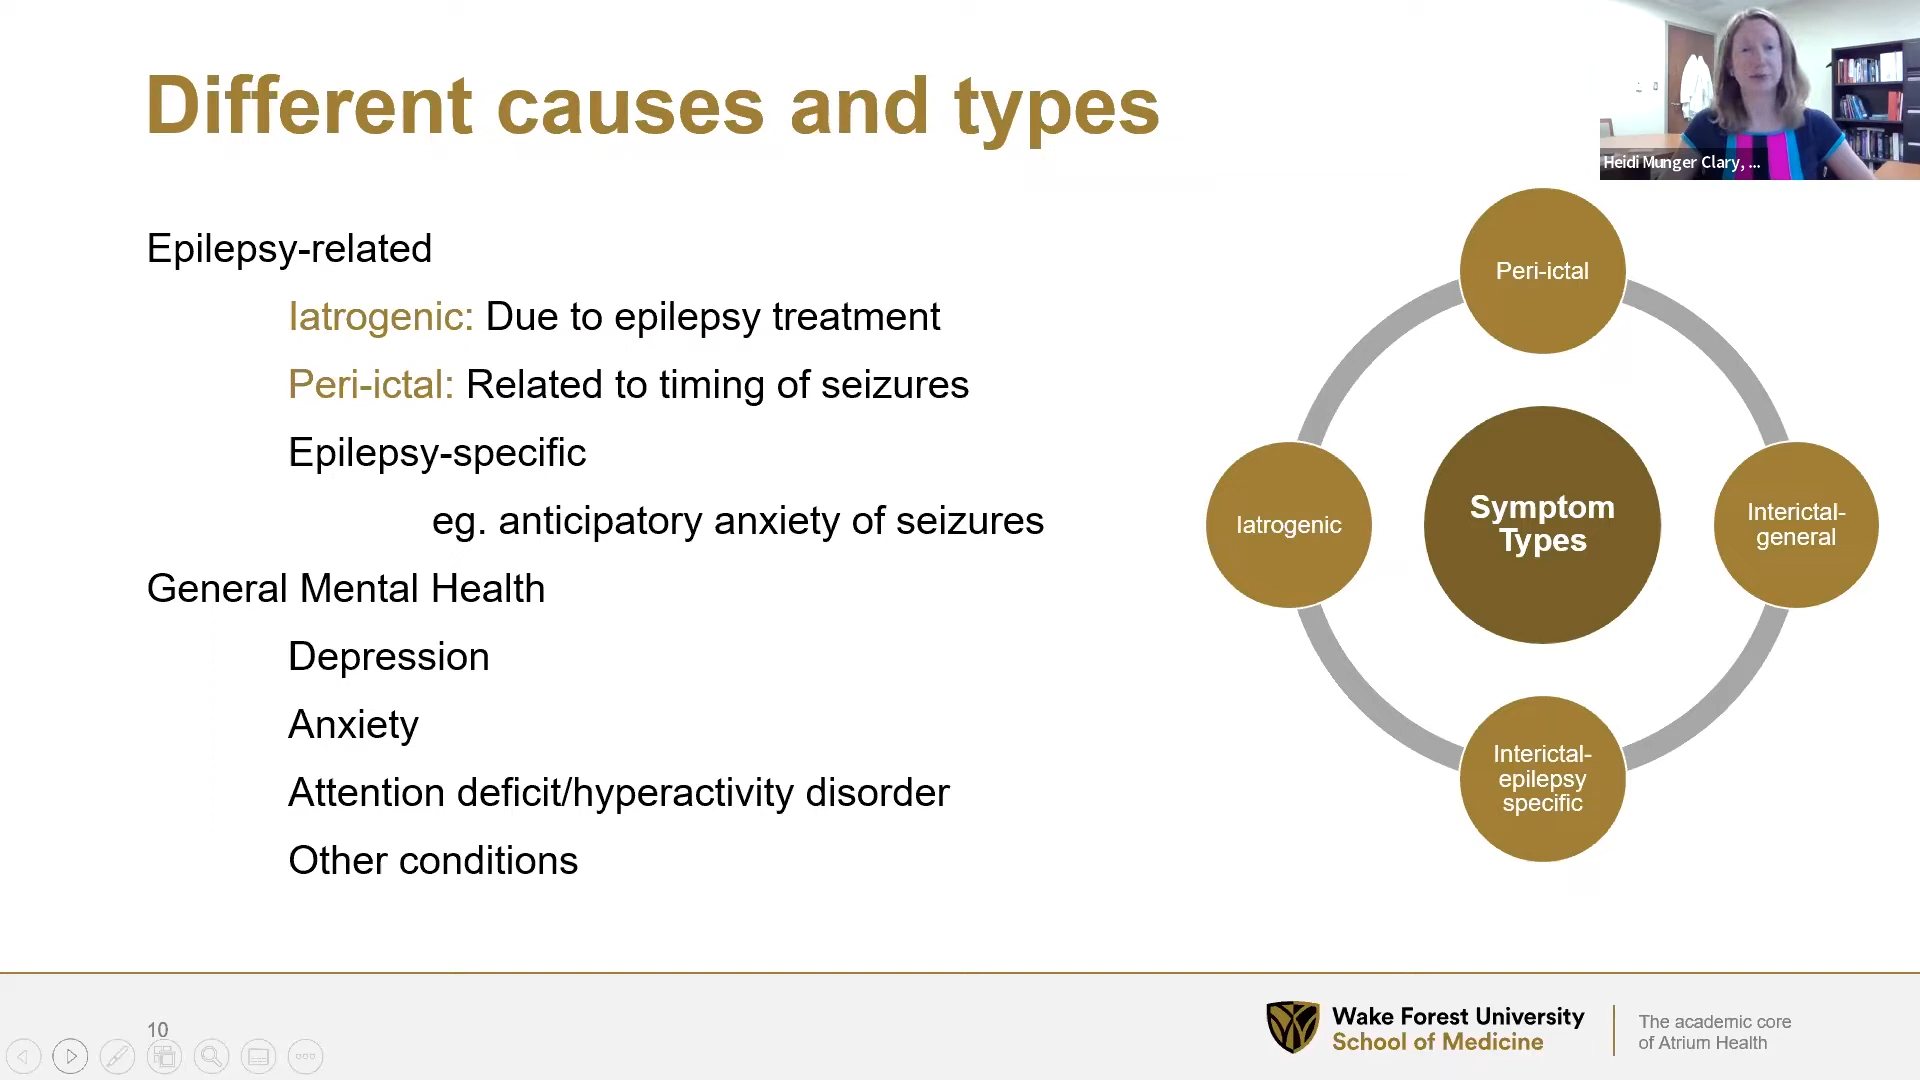 Different causes and types
Heidi Munger Clary, ...
Epilepsy-related
Iatrogenic: Due to epilepsy treatment
Peri-ictal: Related to timing of seizures
Epilepsy-specific
eg. anticipatory anxiety of seizures
General Mental Health
Depression
Anxiety
Attention deficit/hyperactivity disorder
Other conditions
Peri-ictal
Iatrogenic
Symptom
Types
Interictal-
general
Interictal-
epilepsy
specific
10
Wake Forest University
School of Medicine
The academic core
of Atrium Health